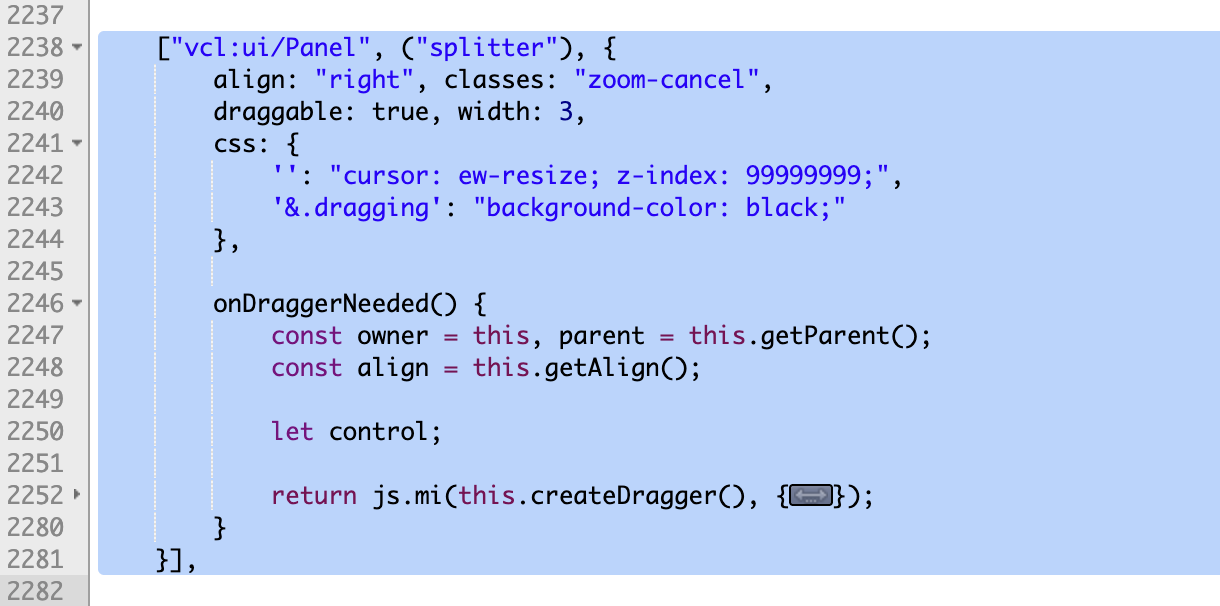 2237
2238 ["vcl:ui/Panel", ("splitter"), {
2239 align: "right", classes: "zoom-cancel",
2240 draggable: true, width: 3,
2241 css: {
2242 '': "cursor: ew-resize; z-index: 99999999;",
2243 '&.dragging': "background-color: black;"
2244 },
2245
2246 onDraggerNeeded() {
2247 const owner = this, parent = this.getParent();
2248 const align = this.getAlign();
2249
2250 let control;
2251
2252 return js.mi(this.createDragger(), {...});
2280 }
2281 }],
2282